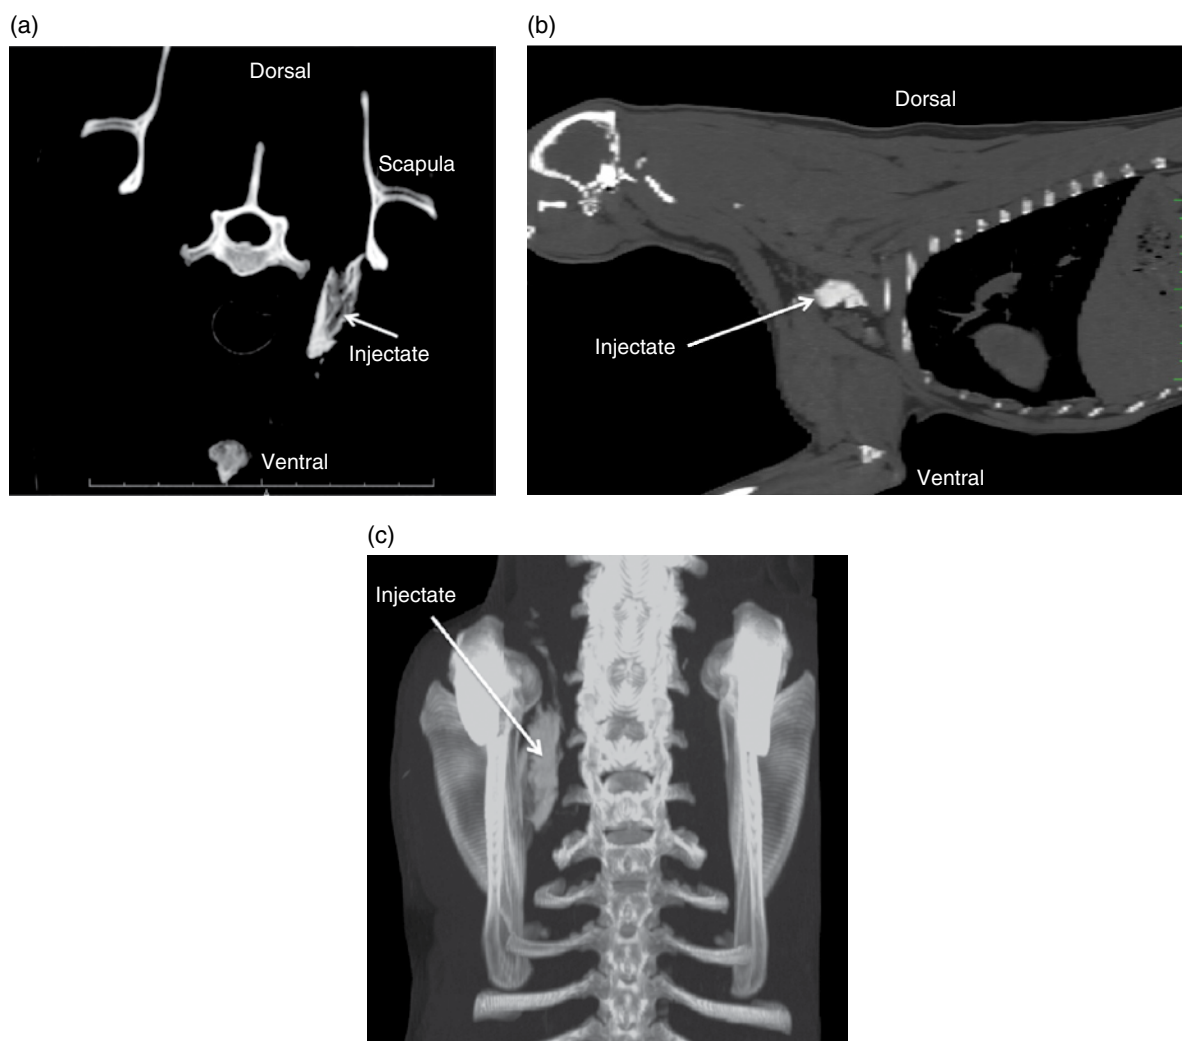 (a)
Dorsal
Scapula
Injectate
Ventral
(b)
Dorsal
Injectate
Ventral
(c)
Injectate